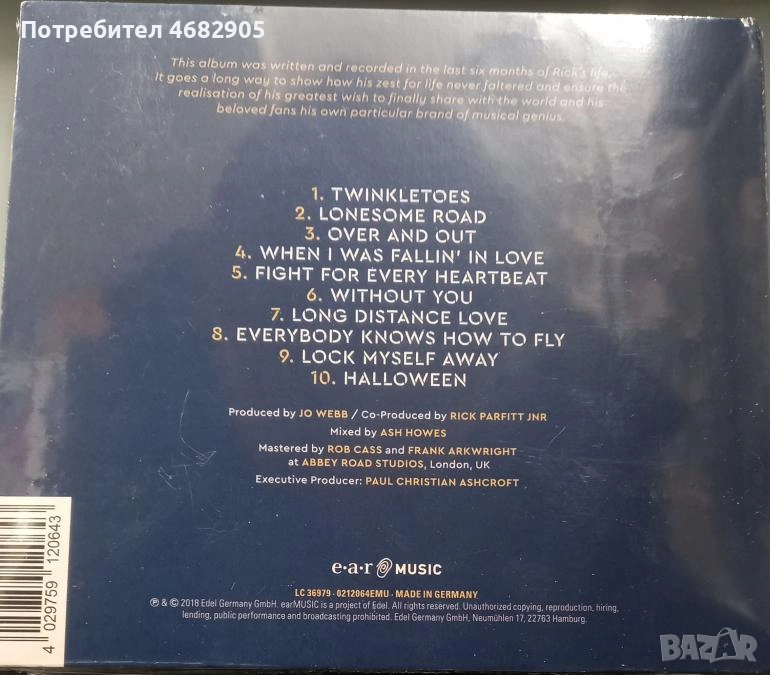 Потребител 4682905
This album was written and recorded in the last six months of Rick's life.
It goes a long way to show how his zest for life never faltered and ensure the
realisation of his greatest wish to finally share with the world and his
beloved fans his own particular brand of musical genius.
1. TWINKLETOES
2. LONESOME ROAD
3. OVER AND OUT
4. WHEN I WAS FALLIN' IN LOVE
5. FIGHT FOR EVERY HEARTBEAT
6. WITHOUT YOU
7. LONG DISTANCE LOVE
8. EVERYBODY KNOWS HOW TO FLY
9. LOCK MYSELF AWAY
10. HALLOWEEN
Produced by JO WEBB / Co-Produced by RICK PARFITT JNR
Mixed by ASH HOWES
Mastered by ROB CASS and FRANK ARKWRIGHT
at ABBEY ROAD STUDIOS, London, UK
Executive Producer: PAUL CHRISTIAN ASHCROFT
4 029759 120643
e·a·r MUSIC
LC 36979 · 0212064EMU · MADE IN GERMANY
℗ & © 2018 Edel Germany GmbH. earMUSIC is a project of Edel. All rights reserved. Unauthorized copying, reproduction, hiring,
lending, public performance and broadcasting prohibited. Edel Germany GmbH, Neumühlen 17, 22763 Hamburg.
BAZAR